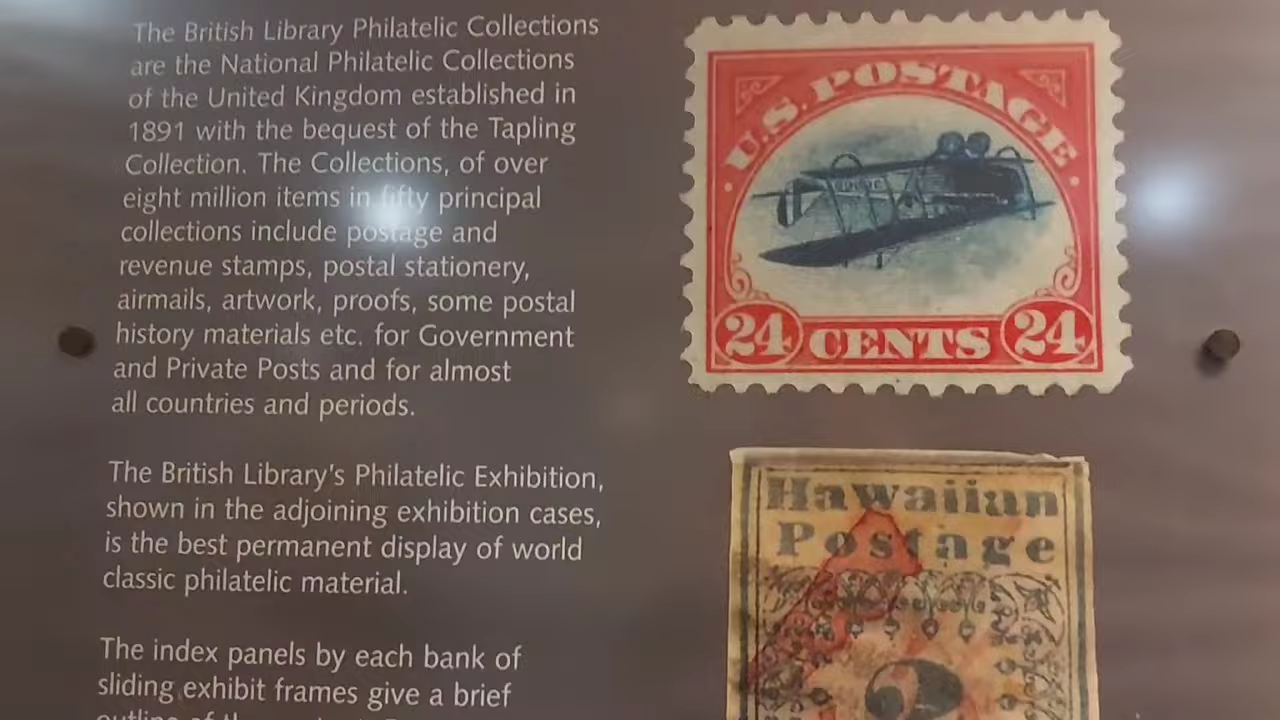 The British Library Philatelic Collections
are the National Philatelic Collections
of the United Kingdom established in
1891 with the bequest of the Tapling
Collection. The Collections, of over
eight million items in fifty principal
collections include postage and
revenue stamps, postal stationery,
airmails, artwork, proofs, some postal
history materials etc. for Government
and Private Posts and for almost
all countries and periods.
The British Library's Philatelic Exhibition,
shown in the adjoining exhibition cases,
is the best permanent display of world
classic philatelic material.
The index panels by each bank of
sliding exhibit frames give a brief
U.S. POSTAGE
24 CENTS 24
Hawaiian
Postage
2